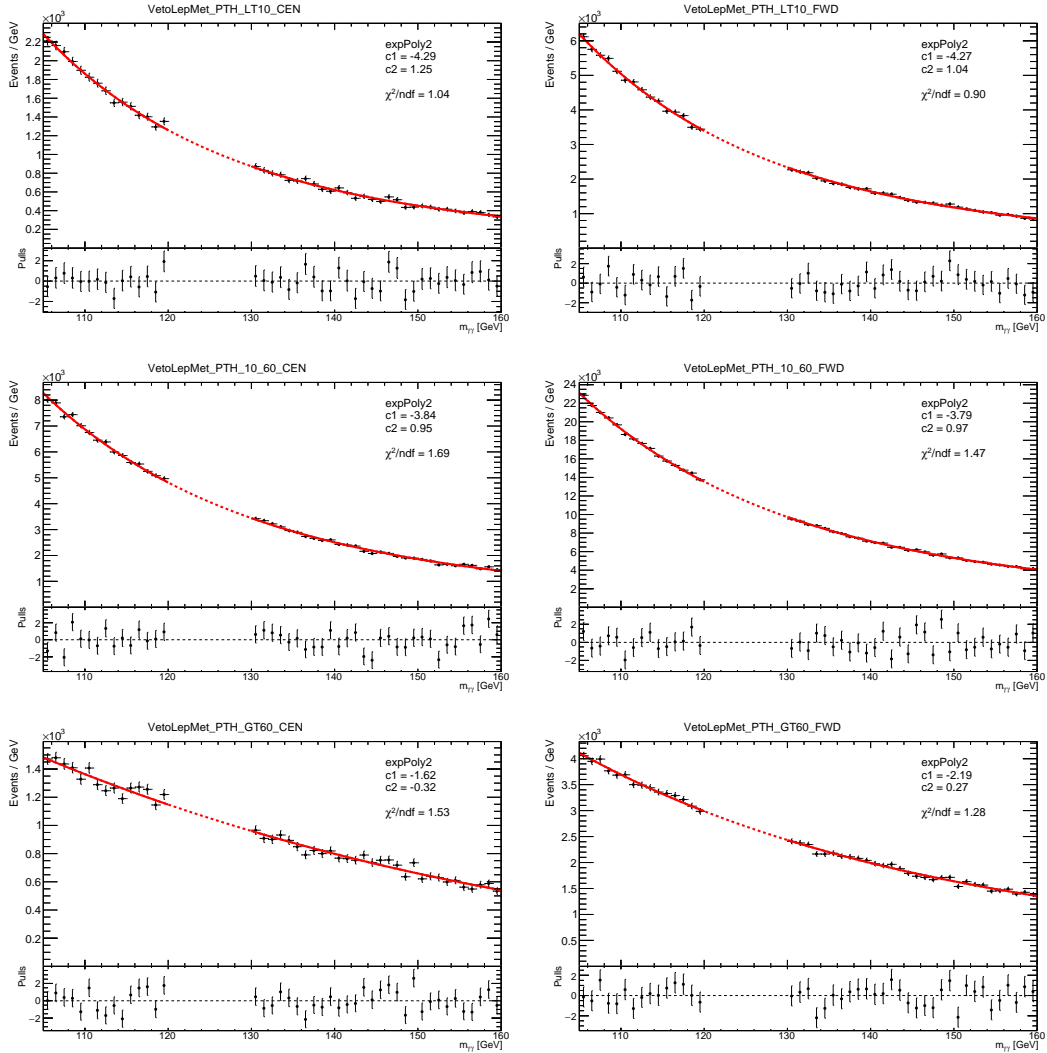 VetoLepMet_PTH_LT10_CEN
×10³
Events / GeV
2.2
2
1.8
1.6
1.4
1.2
1
0.8
0.6
0.4
0.2
expPoly2
c1 = -4.29
c2 = 1.25
χ²/ndf = 1.04
Pulls
2
0
−2
110 120 130 140 150 160
m_γγ [GeV]
VetoLepMet_PTH_LT10_FWD
×10³
Events / GeV
6
5
4
3
2
1
expPoly2
c1 = -4.27
c2 = 1.04
χ²/ndf = 0.90
Pulls
2
0
−2
110 120 130 140 150 160
m_γγ [GeV]
VetoLepMet_PTH_10_60_CEN
×10³
Events / GeV
8
7
6
5
4
3
2
1
expPoly2
c1 = -3.84
c2 = 0.95
χ²/ndf = 1.69
Pulls
2
0
−2
110 120 130 140 150 160
m_γγ [GeV]
VetoLepMet_PTH_10_60_FWD
×10³
Events / GeV
24
22
20
18
16
14
12
10
8
6
4
2
expPoly2
c1 = -3.79
c2 = 0.97
χ²/ndf = 1.47
Pulls
2
0
−2
110 120 130 140 150 160
m_γγ [GeV]
VetoLepMet_PTH_GT60_CEN
×10³
Events / GeV
1.4
1.2
1
0.8
0.6
0.4
0.2
expPoly2
c1 = -1.62
c2 = -0.32
χ²/ndf = 1.53
Pulls
2
0
−2
110 120 130 140 150 160
m_γγ [GeV]
VetoLepMet_PTH_GT60_FWD
×10³
Events / GeV
4
3.5
3
2.5
2
1.5
1
0.5
expPoly2
c1 = -2.19
c2 = 0.27
χ²/ndf = 1.28
Pulls
2
0
−2
110 120 130 140 150 160
m_γγ [GeV]